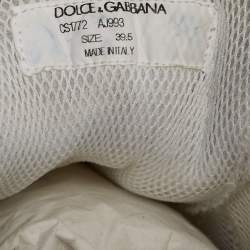 DOLCE & GABBANA
CS1772 AJ993
SIZE: 39.5
MADE IN ITALY